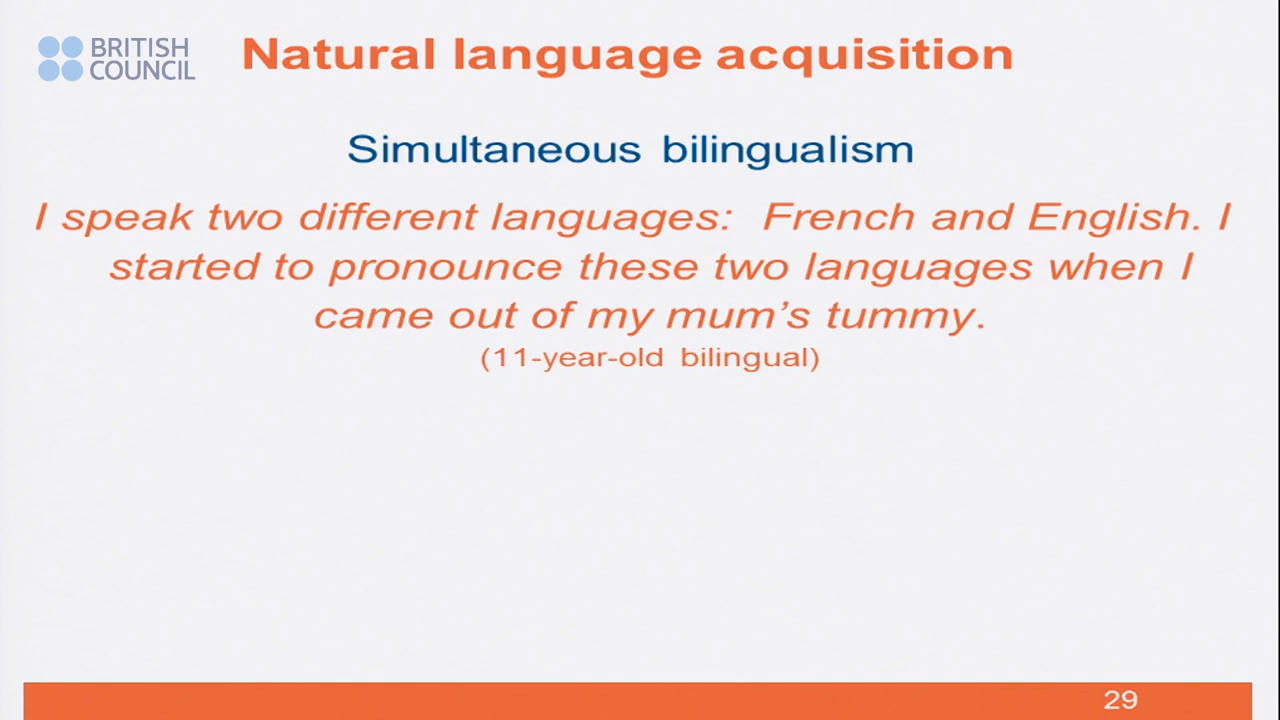 BRITISH
COUNCIL
Natural language acquisition
Simultaneous bilingualism
I speak two different languages: French and English. I
started to pronounce these two languages when I
came out of my mum’s tummy.
(11-year-old bilingual)
29